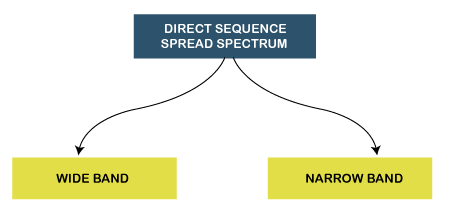 DIRECT SEQUENCE
SPREAD SPECTRUM
WIDE BAND
NARROW BAND